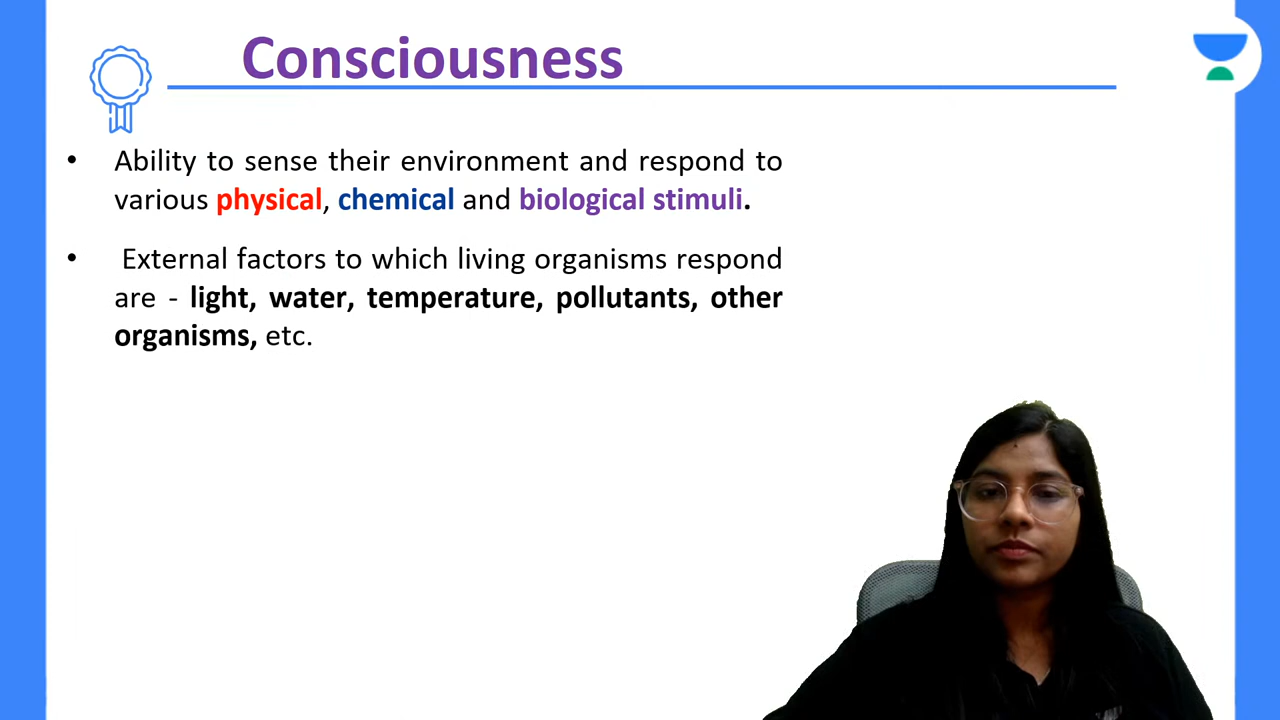 Consciousness
• Ability to sense their environment and respond to
various physical, chemical and biological stimuli.
• External factors to which living organisms respond
are - light, water, temperature, pollutants, other
organisms, etc.